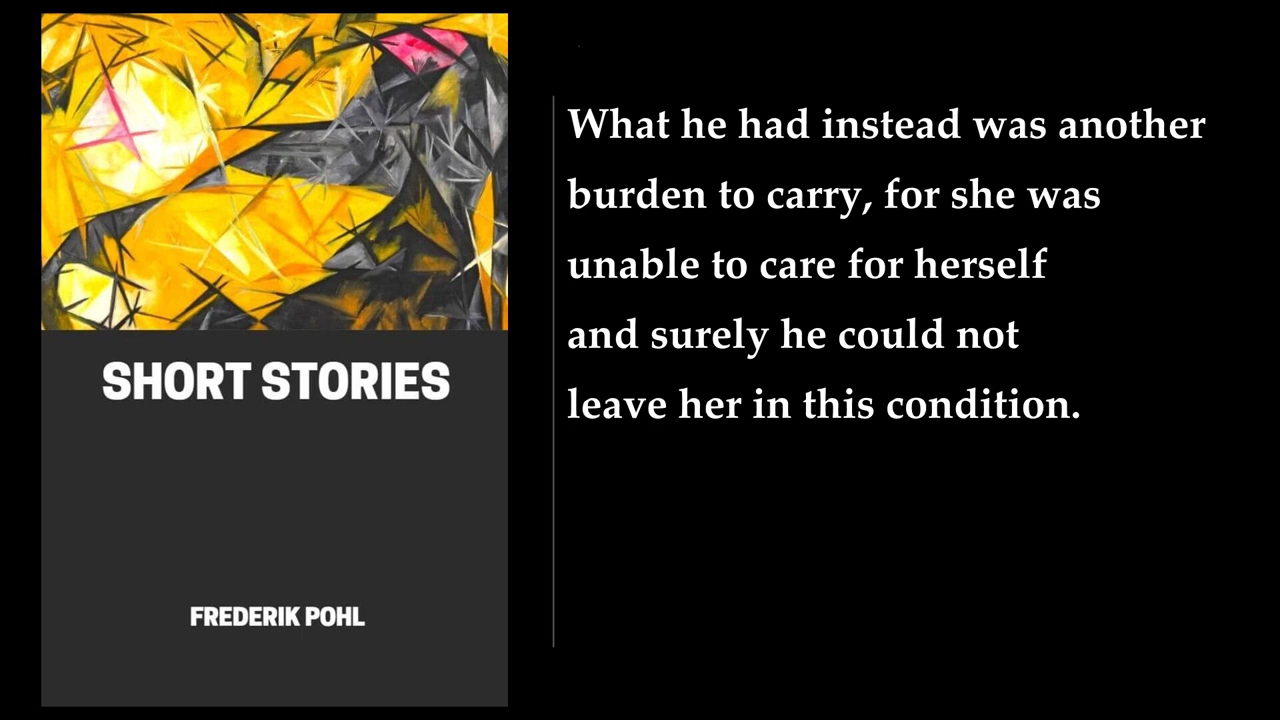 SHORT STORIES
FREDERIK POHL
What he had instead was another
burden to carry, for she was
unable to care for herself
and surely he could not
leave her in this condition.